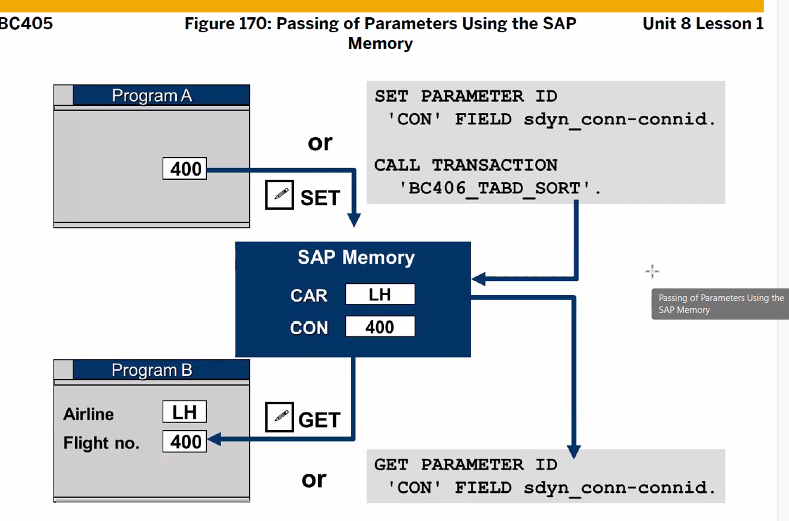 BC405
Figure 170: Passing of Parameters Using the SAP
Memory
Unit 8 Lesson 1
Program A
400
or
SET
SET PARAMETER ID
'CON' FIELD sdyn_conn-connid.
CALL TRANSACTION
'BC406_TABD_SORT'.
SAP Memory
CAR LH
CON 400
Passing of Parameters Using the
SAP Memory
Program B
Airline LH
Flight no. 400
GET
or
GET PARAMETER ID
'CON' FIELD sdyn_conn-connid.